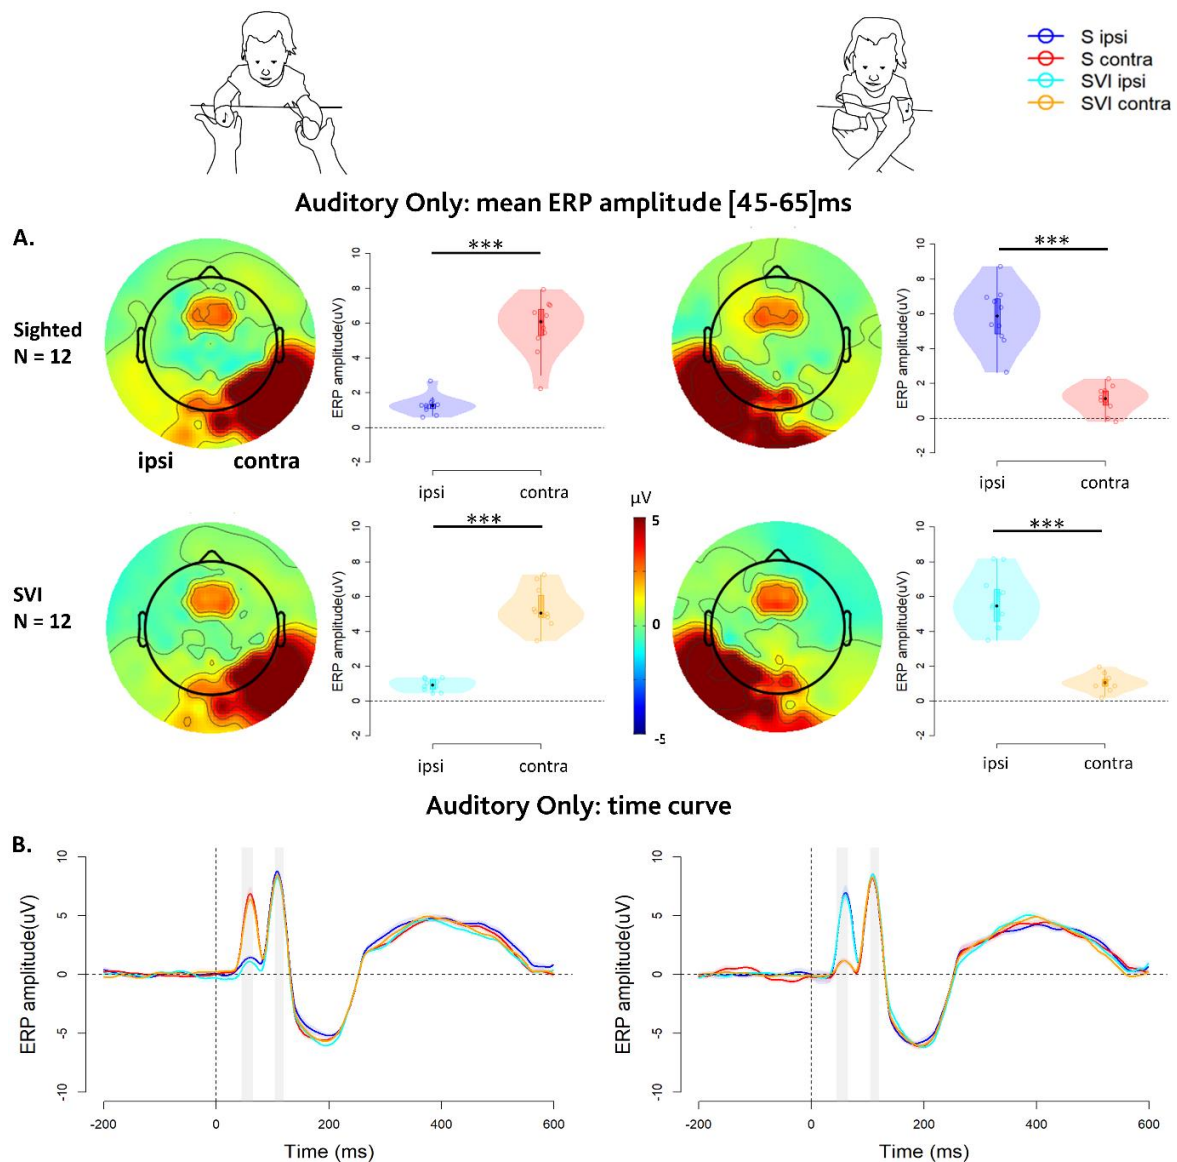 S ipsi
S contra
SVI ipsi
SVI contra
Auditory Only: mean ERP amplitude [45-65]ms
A.
Sighted
N = 12
ipsi contra
ERP amplitude(uV)
-2 0 2 4 6 8 10
***
ipsi contra
ERP amplitude(uV)
-2 0 2 4 6 8 10
***
ipsi contra
SVI
N = 12
ERP amplitude(uV)
-2 0 2 4 6 8 10
***
ipsi contra
µV
5
0
-5
ERP amplitude(uV)
-2 0 2 4 6 8 10
***
ipsi contra
Auditory Only: time curve
B.
ERP amplitude(uV)
10
5
0
-5
-10
-200 0 200 400 600
Time (ms)
ERP amplitude(uV)
10
5
0
-5
-10
-200 0 200 400 600
Time (ms)